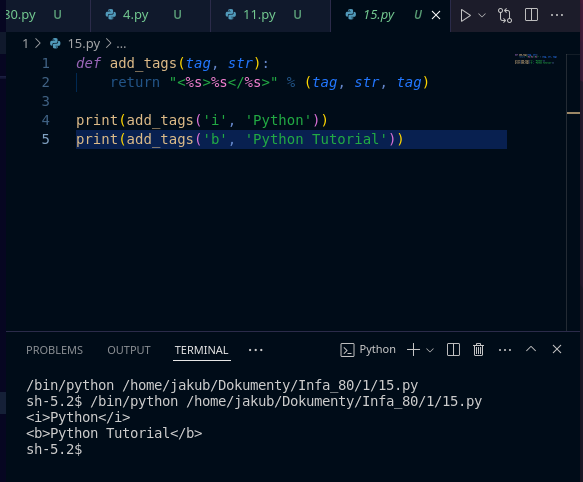 80.py U 4.py U 11.py U 15.py U
1 > 15.py > ...
1 def add_tags(tag, str):
2 return "<%s>%s</%s>" % (tag, str, tag)
3
4 print(add_tags('i', 'Python'))
5 print(add_tags('b', 'Python Tutorial'))
PROBLEMS OUTPUT TERMINAL ... Python
/bin/python /home/jakub/Dokumenty/Infa_80/1/15.py
sh-5.2$ /bin/python /home/jakub/Dokumenty/Infa_80/1/15.py
<i>Python</i>
<b>Python Tutorial</b>
sh-5.2$